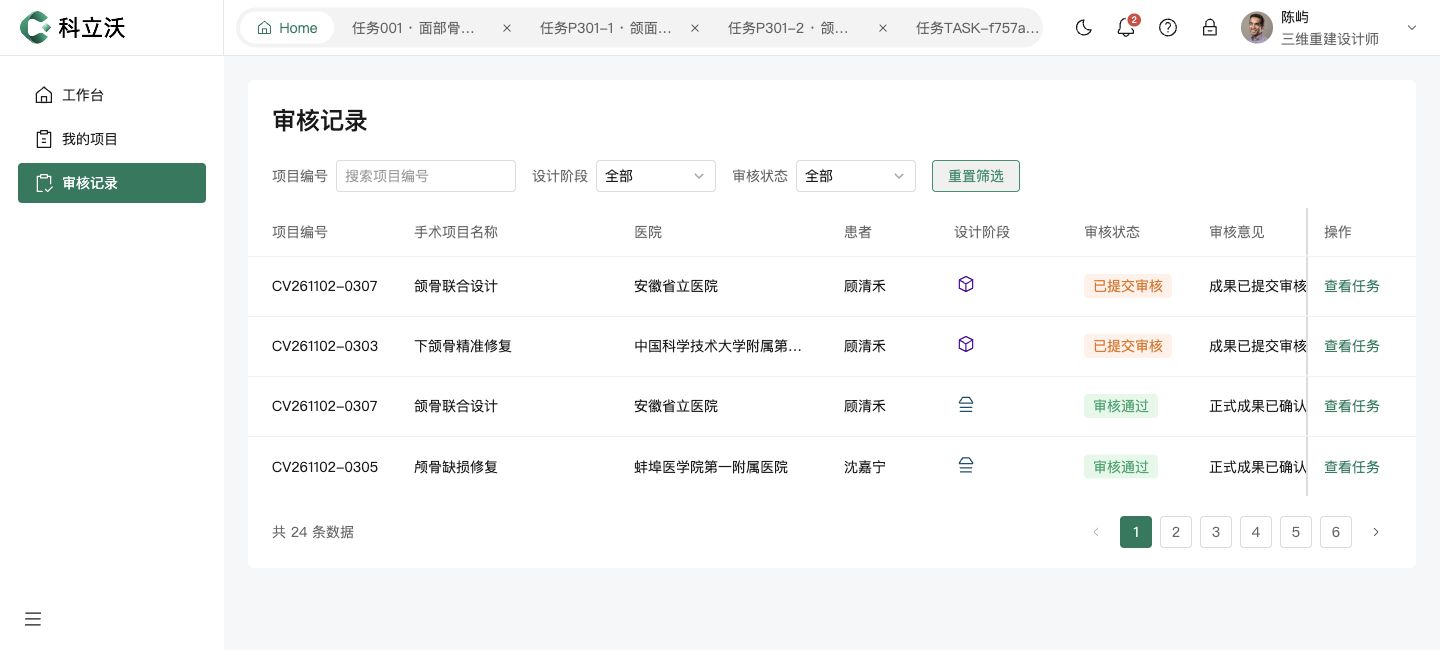 科立沃
Home
任务001 · 面部骨...
任务P301-1 · 颌面...
任务P301-2 · 颌...
任务TASK-f757a...
2
陈屿
三维重建设计师
工作台
我的项目
审核记录
审核记录
项目编号 搜索项目编号 设计阶段 全部 审核状态 全部 重置筛选
项目编号 手术项目名称 医院 患者 设计阶段 审核状态 审核意见 操作
CV261102-0307 颌骨联合设计 安徽省立医院 顾清禾 已提交审核 成果已提交审核 查看任务
CV261102-0303 下颌骨精准修复 中国科学技术大学附属第... 顾清禾 已提交审核 成果已提交审核 查看任务
CV261102-0307 颌骨联合设计 安徽省立医院 顾清禾 审核通过 正式成果已确认 查看任务
CV261102-0305 颅骨缺损修复 蚌埠医学院第一附属医院 沈嘉宁 审核通过 正式成果已确认 查看任务
共 24 条数据 1 2 3 4 5 6